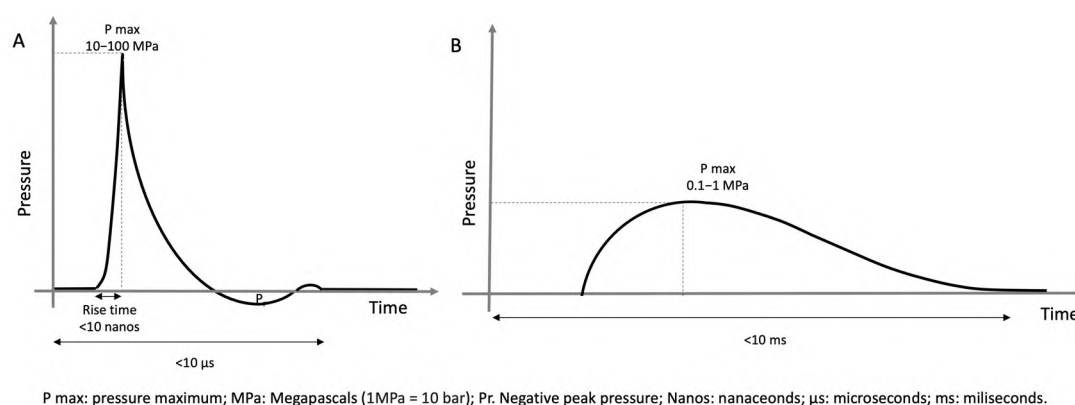 A
P max
10–100 MPa
Pressure
P
Time
Rise time
<10 nanos
<10 µs
B
P max
0.1–1 MPa
Pressure
Time
<10 ms
P max: pressure maximum; MPa: Megapascals (1MPa = 10 bar); Pr. Negative peak pressure; Nanos: nanaceonds; µs: microseconds; ms: miliseconds.